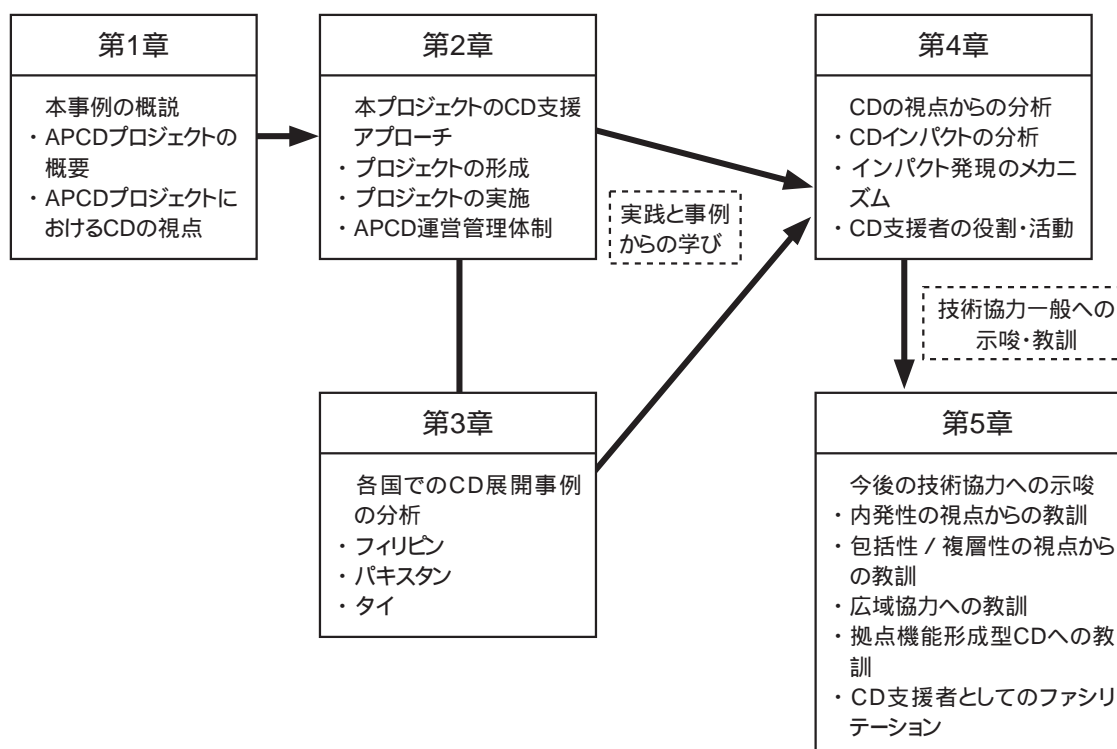 第1章
本事例の概説
・APCDプロジェクトの
概要
・APCDプロジェクトに
おけるCDの視点
第2章
本プロジェクトのCD支援
アプローチ
・プロジェクトの形成
・プロジェクトの実施
・APCD運営管理体制
第3章
各国でのCD展開事例
の分析
・フィリピン
・パキスタン
・タイ
実践と事例
からの学び
第4章
CDの視点からの分析
・CDインパクトの分析
・インパクト発現のメカニ
ズム
・CD支援者の役割・活動
技術協力一般への
示唆・教訓
第5章
今後の技術協力への示唆
・内発性の視点からの教訓
・包括性 / 複層性の視点から
の教訓
・広域協力への教訓
・拠点機能形成型CDへの教
訓
・CD支援者としてのファシリ
テーション